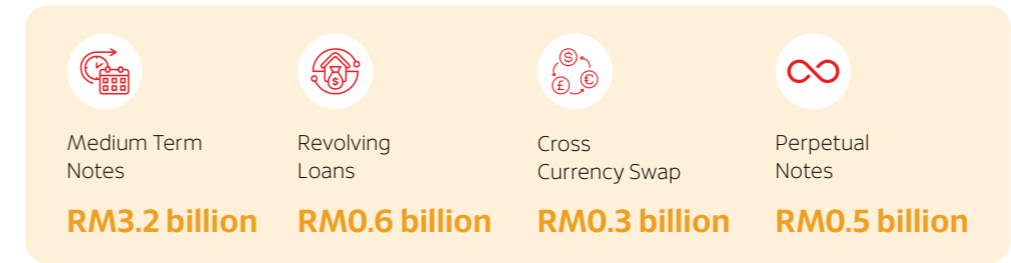 Medium Term
Notes
RM3.2 billion
Revolving
Loans
RM0.6 billion
Cross
Currency Swap
RM0.3 billion
Perpetual
Notes
RM0.5 billion